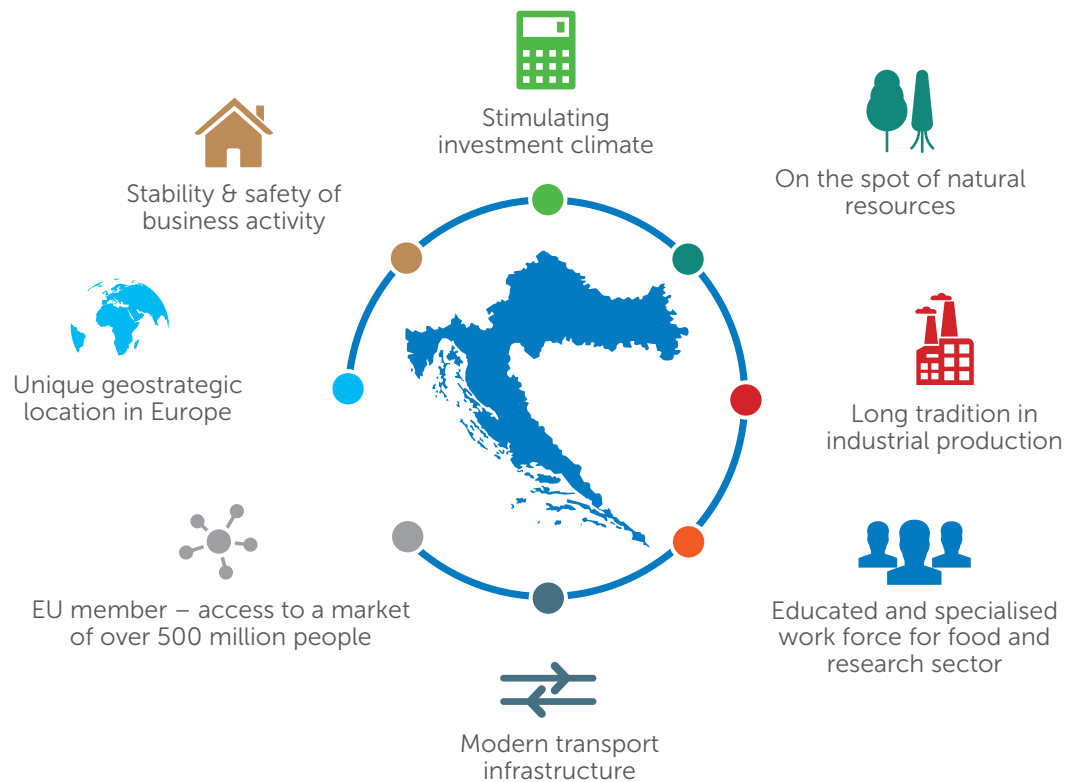 Stimulating
investment climate
On the spot of natural
resources
Stability & safety of
business activity
Unique geostrategic
location in Europe
Long tradition in
industrial production
EU member – access to a market
of over 500 million people
Educated and specialised
work force for food and
research sector
Modern transport
infrastructure